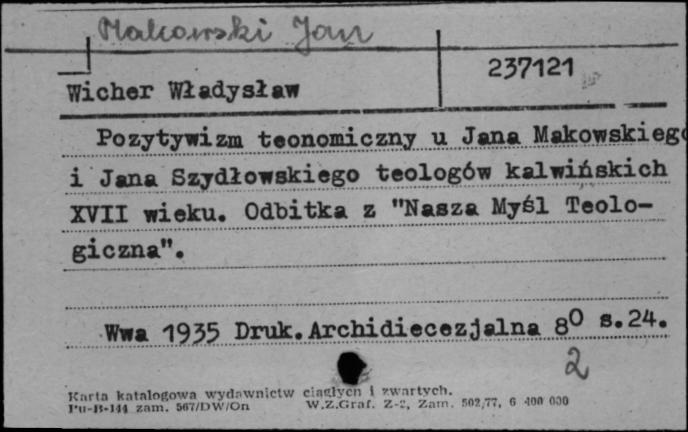 Makowski Jan
237121
Wicher Władysław
Pozytywizm teonomiczny u Jana Makowskiego
i Jana Szydłowskiego teologów kalwińskich
XVII wieku. Odbitka z "Nasza Myśl Teolo-
giczna".
Wwa 1935 Druk.Archidiecezjalna 8º s.24.
2
Karta katalogowa wydawnictw ciągłych i zwartych.
Pu-B-144 zam. 567/DW/On W.Z.Graf. Z-2, Zam. 502/77, 6 400 000